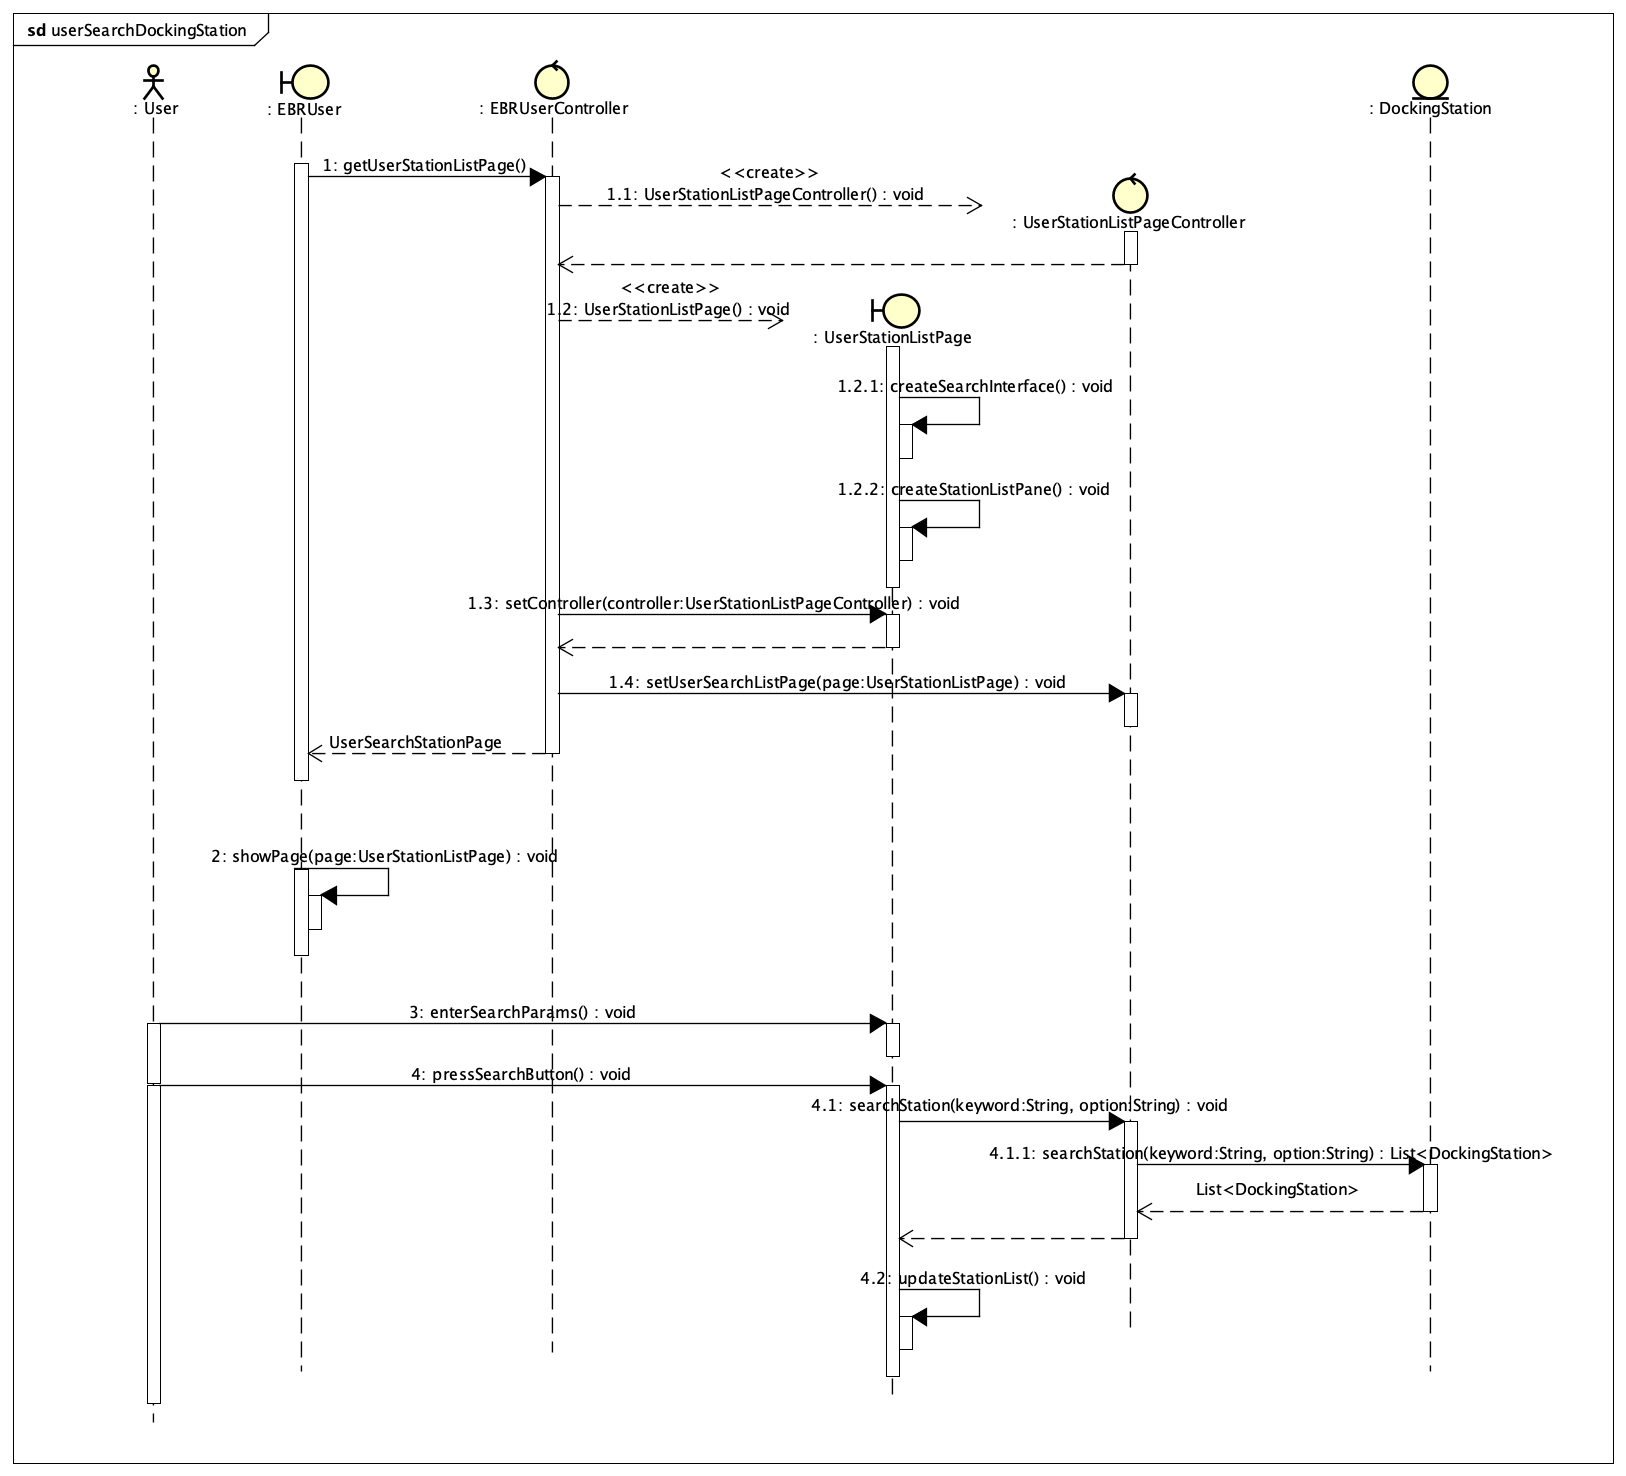 sd userSearchDockingStation
: User
: EBRUser
: EBRUserController
: DockingStation
1: getUserStationListPage()
<<create>>
1.1: UserStationListPageController() : void
: UserStationListPageController
<<create>>
1.2: UserStationListPage() : void
: UserStationListPage
1.2.1: createSearchInterface() : void
1.2.2: createStationListPane() : void
1.3: setController(controller:UserStationListPageController) : void
1.4: setUserSearchListPage(page:UserStationListPage) : void
UserSearchStationPage
2: showPage(page:UserStationListPage) : void
3: enterSearchParams() : void
4: pressSearchButton() : void
4.1: searchStation(keyword:String, option:String) : void
4.1.1: searchStation(keyword:String, option:String) : List<DockingStation>
List<DockingStation>
4.2: updateStationList() : void